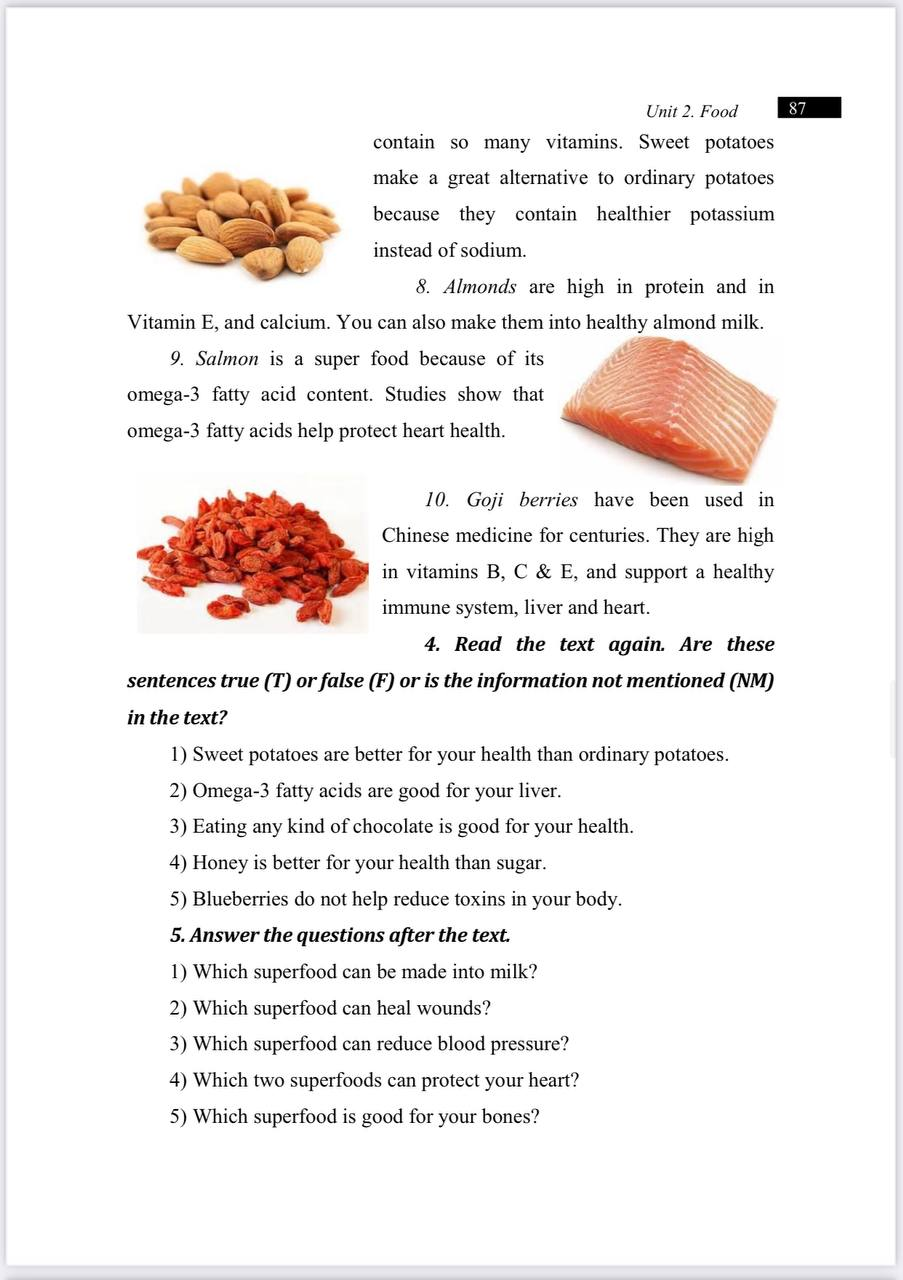 Unit 2. Food 87
contain so many vitamins. Sweet potatoes
make a great alternative to ordinary potatoes
because they contain healthier potassium
instead of sodium.
8. Almonds are high in protein and in
Vitamin E, and calcium. You can also make them into healthy almond milk.
9. Salmon is a super food because of its
omega-3 fatty acid content. Studies show that
omega-3 fatty acids help protect heart health.
10. Goji berries have been used in
Chinese medicine for centuries. They are high
in vitamins B, C & E, and support a healthy
immune system, liver and heart.
4. Read the text again. Are these
sentences true (T) or false (F) or is the information not mentioned (NM)
in the text?
1) Sweet potatoes are better for your health than ordinary potatoes.
2) Omega-3 fatty acids are good for your liver.
3) Eating any kind of chocolate is good for your health.
4) Honey is better for your health than sugar.
5) Blueberries do not help reduce toxins in your body.
5. Answer the questions after the text.
1) Which superfood can be made into milk?
2) Which superfood can heal wounds?
3) Which superfood can reduce blood pressure?
4) Which two superfoods can protect your heart?
5) Which superfood is good for your bones?